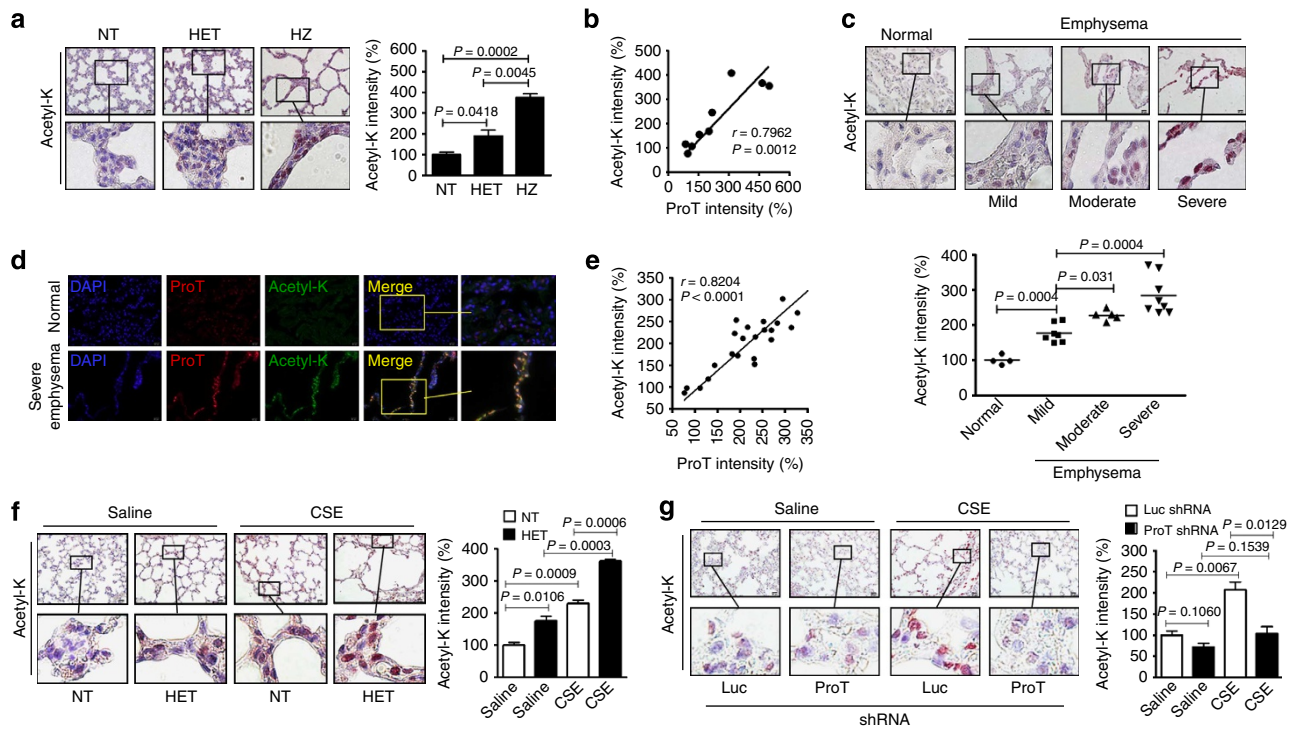 a
NT HET HZ
Acetyl-K
Acetyl-K intensity (%)
600
500
400
300
200
100
0
P = 0.0002
P = 0.0045
P = 0.0418
NT HET HZ
b
Acetyl-K intensity (%)
500
400
300
200
100
0
r = 0.7962
P = 0.0012
0 150 300 450 600
ProT intensity (%)
c
Emphysema
Normal
Acetyl-K
Mild Moderate Severe
Acetyl-K intensity (%)
400
300
200
100
0
P = 0.0004
P = 0.031
P = 0.0004
Normal Mild Moderate Severe
Emphysema
d
Normal
DAPI ProT Acetyl-K Merge
Severe
emphysema
DAPI ProT Acetyl-K Merge
e
Acetyl-K intensity (%)
350
300
250
200
150
100
50
r = 0.8204
P < 0.0001
50 100 150 200 250 300 350
ProT intensity (%)
f
Saline CSE
Acetyl-K
NT HET NT HET
NT
HET
Acetyl-K intensity (%)
400
300
200
100
0
P = 0.0006
P = 0.0003
P = 0.0009
P = 0.0106
Saline Saline CSE CSE
g
Saline CSE
Acetyl-K
Luc ProT Luc ProT
shRNA
Luc shRNA
ProT shRNA
Acetyl-K intensity (%)
300
250
200
150
100
50
0
P = 0.0129
P = 0.1539
P = 0.0067
P = 0.1060
Saline Saline CSE CSE